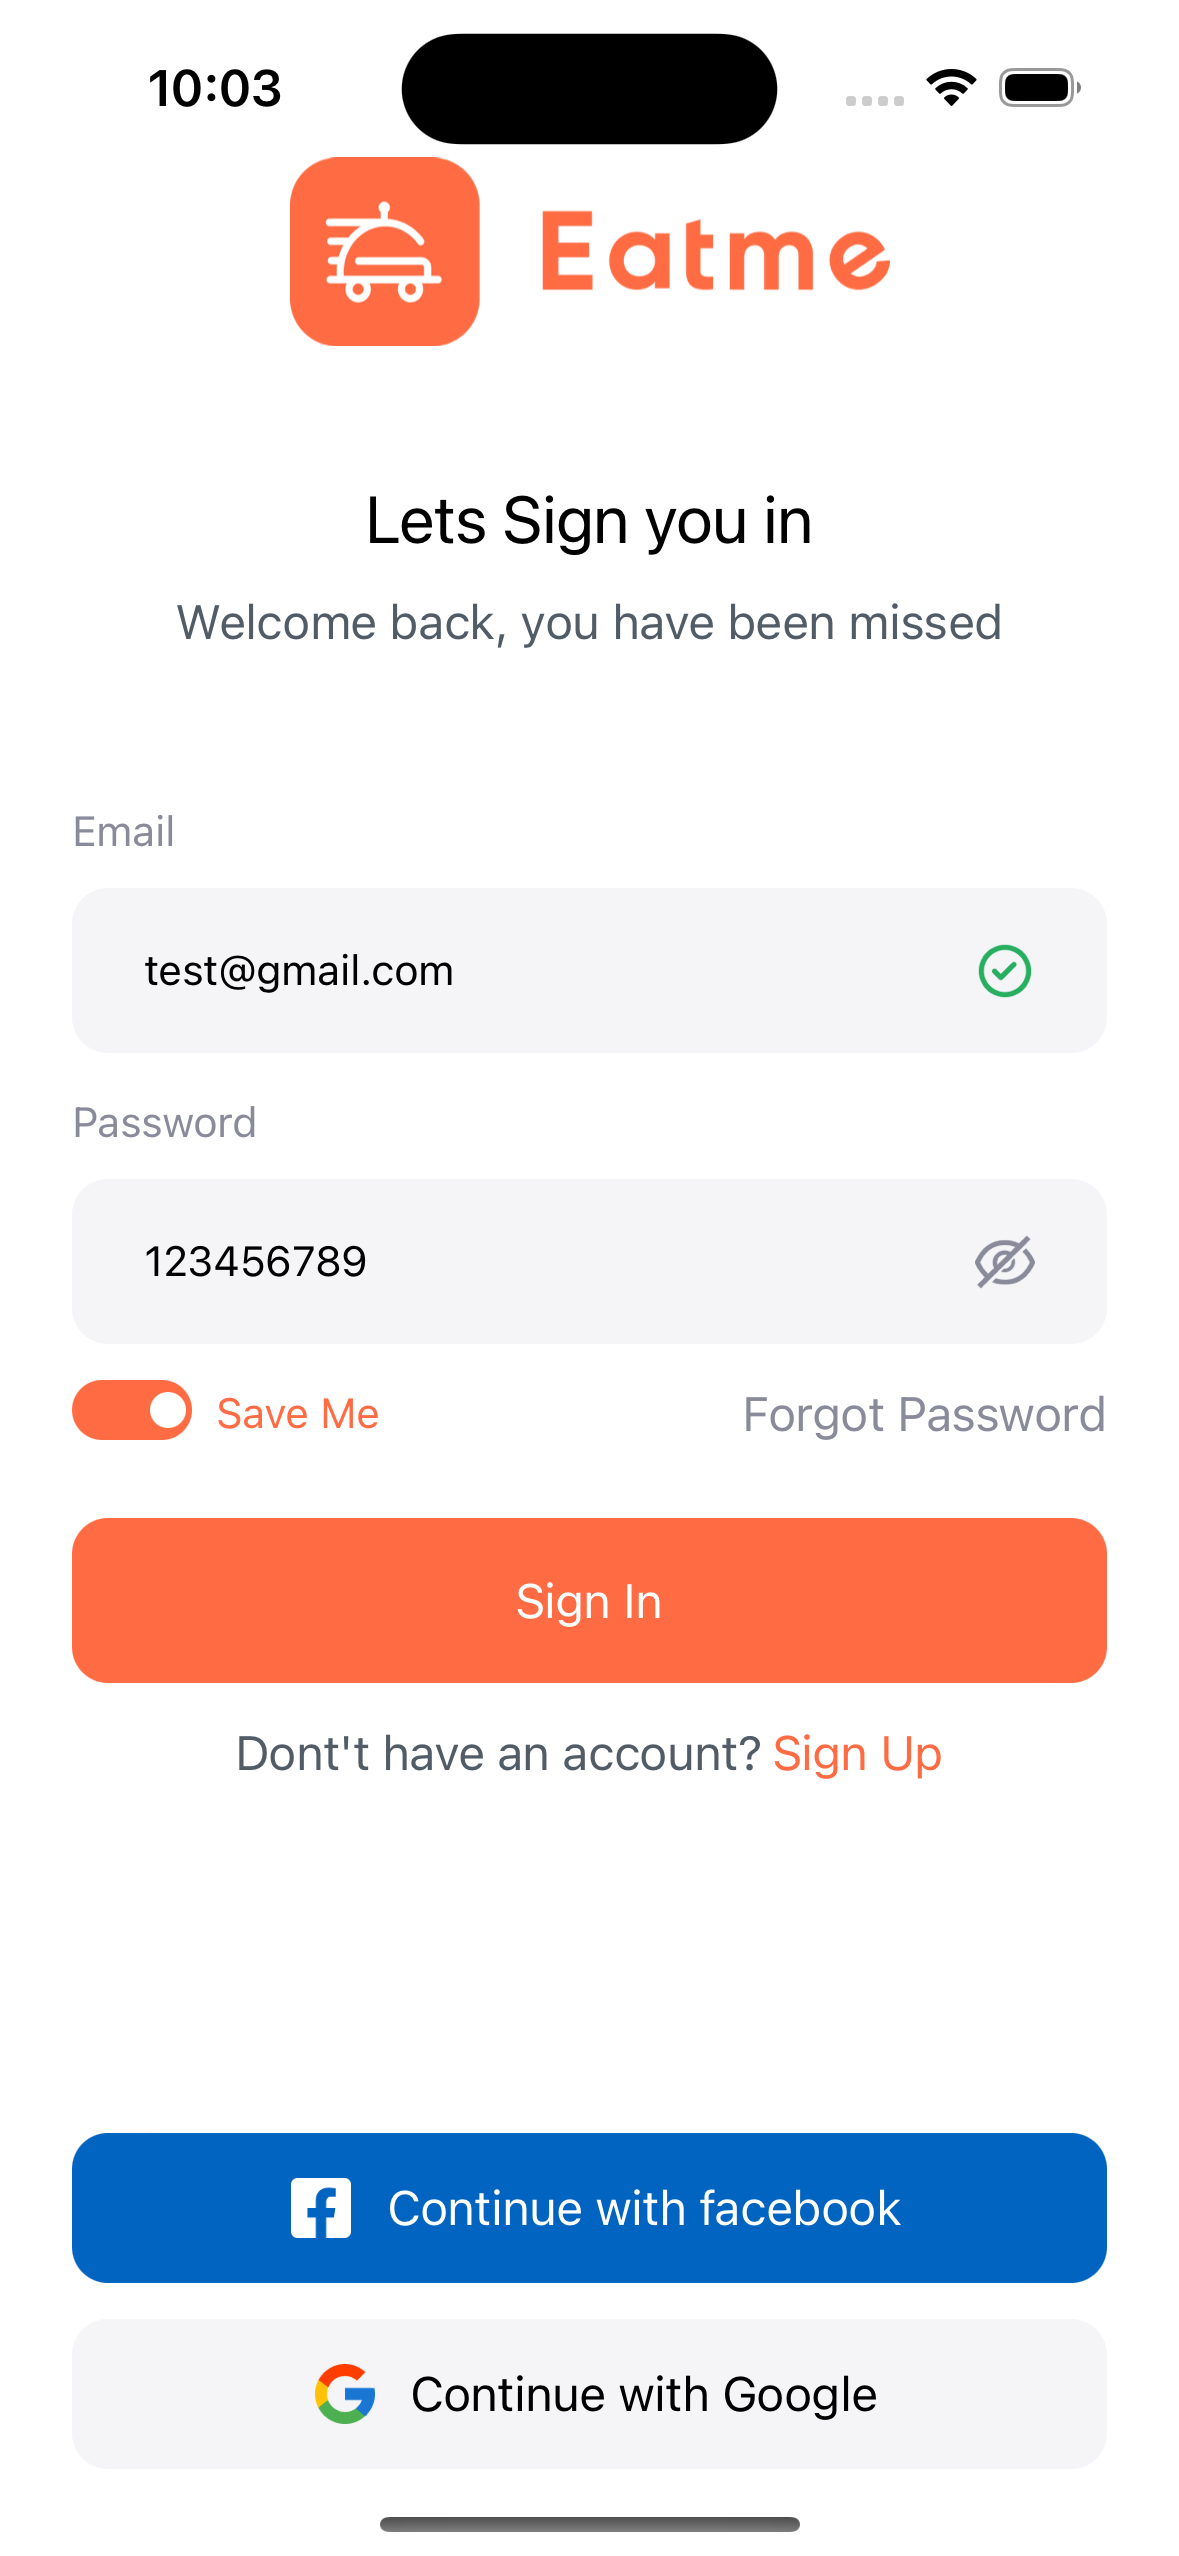 10:03
Eatme
Lets Sign you in
Welcome back, you have been missed
Email
test@gmail.com
Password
123456789
Save Me
Forgot Password
Sign In
Dont't have an account? Sign Up
Continue with facebook
Continue with Google